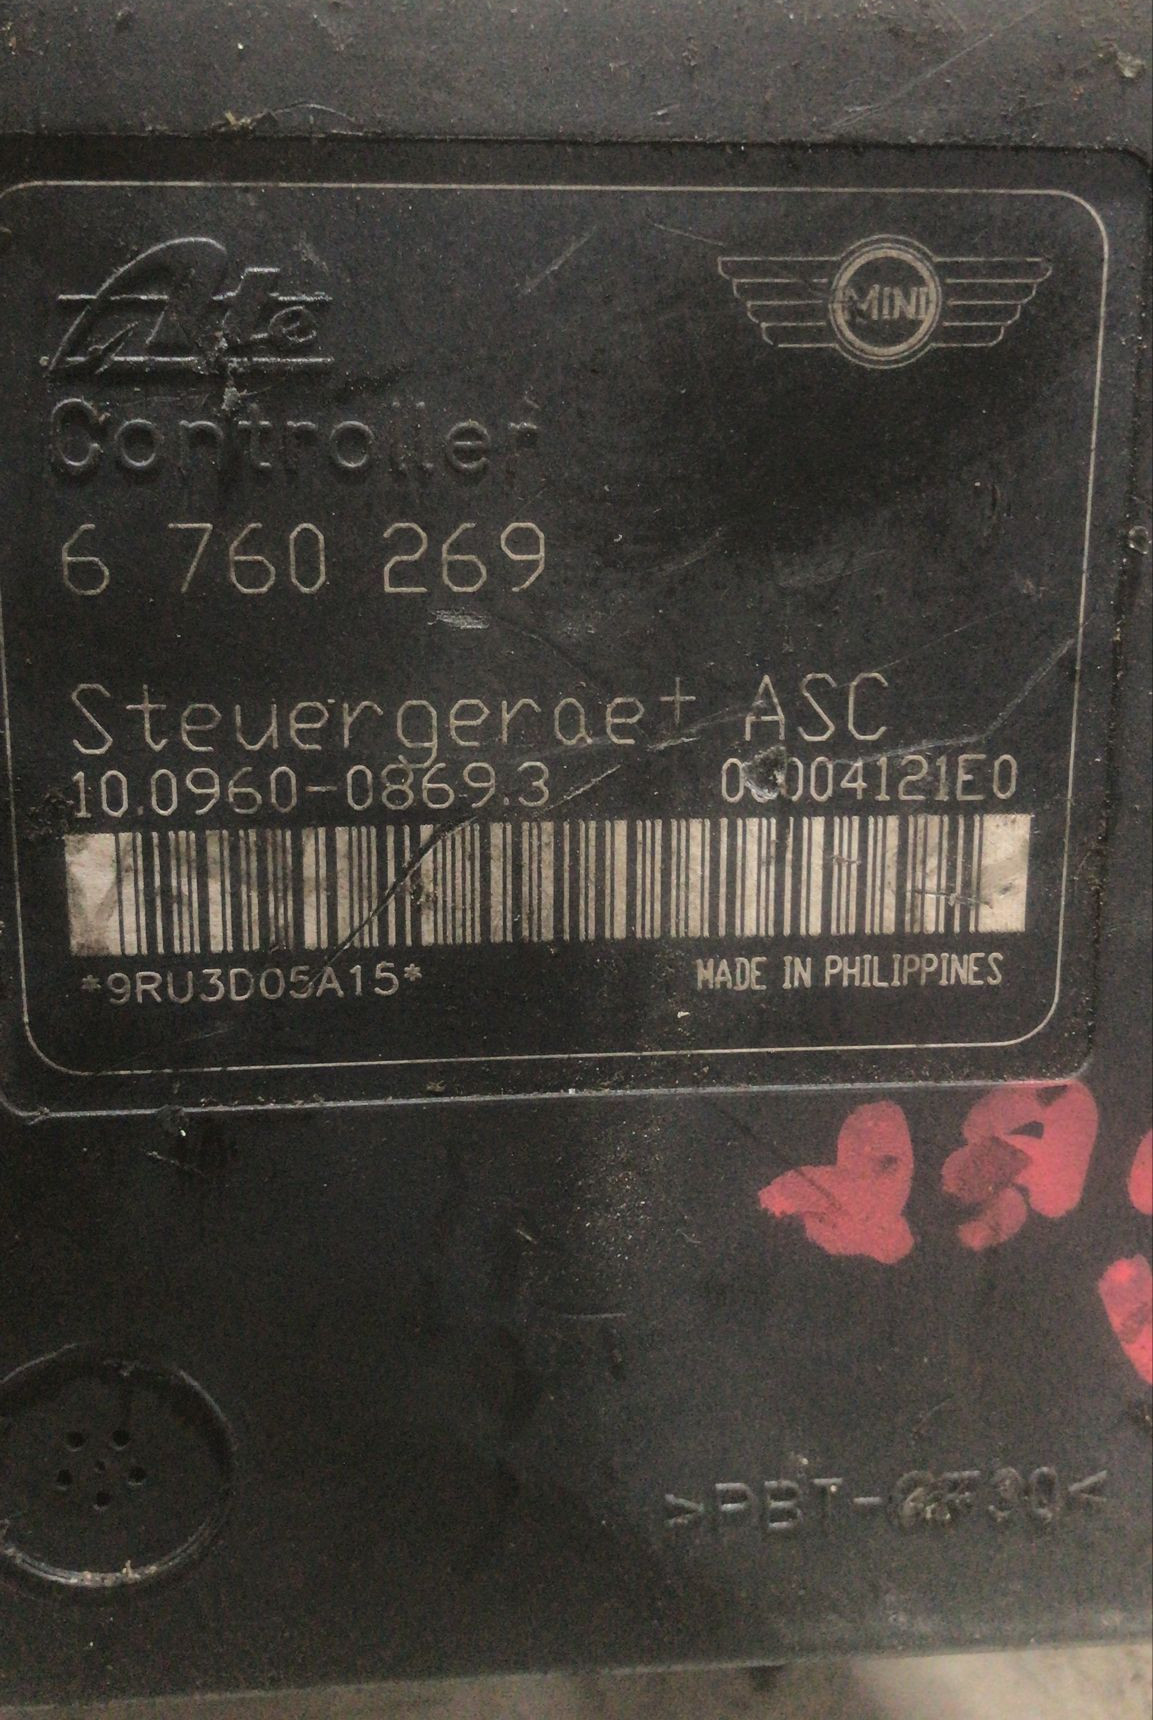 Ate
MINI
Controller
6 760 269
Steuergeraet ASC
10.0960-0869.3
*9RU3D05A15*
MADE IN PHILIPPINES